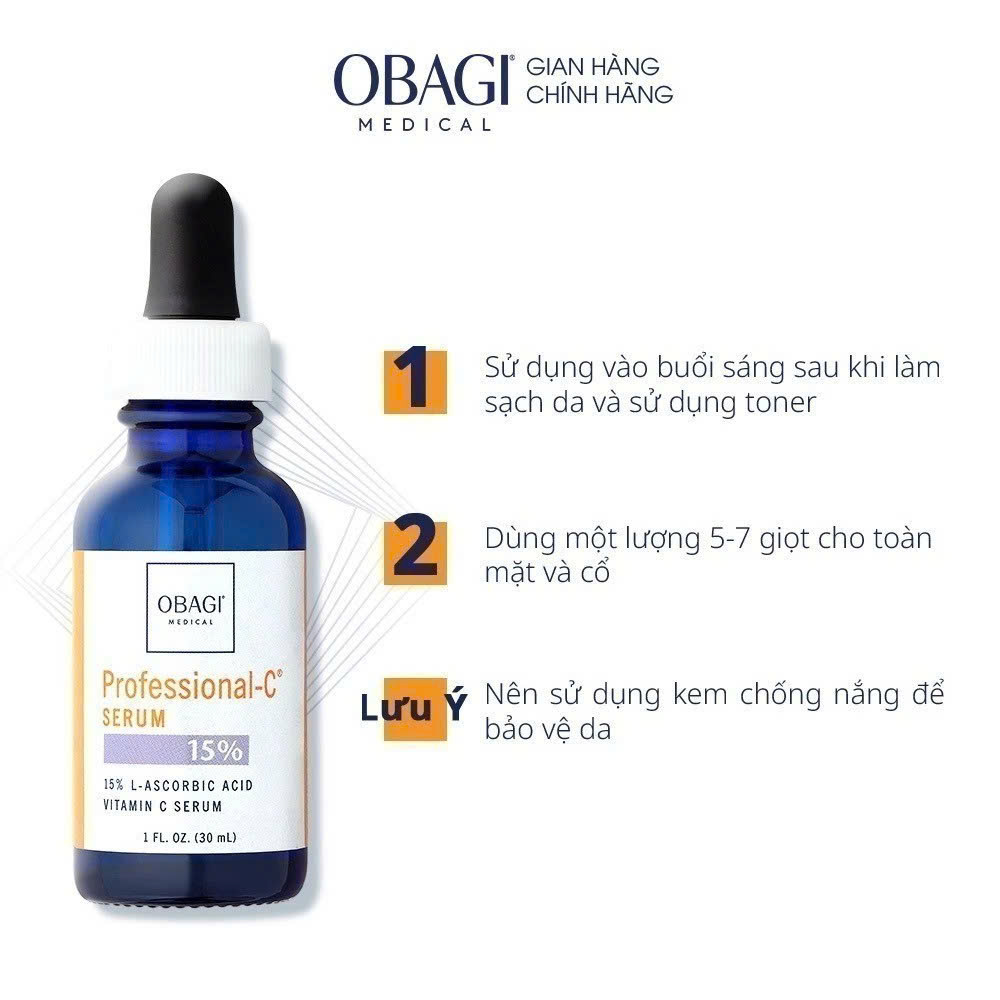 OBAGI®
MEDICAL
GIAN HÀNG
CHÍNH HÃNG
1
Sử dụng vào buổi sáng sau khi làm
sạch da và sử dụng toner
2
Dùng một lượng 5-7 giọt cho toàn
mặt và cổ
Lưu Ý
Nên sử dụng kem chống nắng để
bảo vệ da
OBAGI®
MEDICAL
Professional-C®
SERUM
15%
15% L-ASCORBIC ACID
VITAMIN C SERUM
1 FL. OZ. (30 mL)